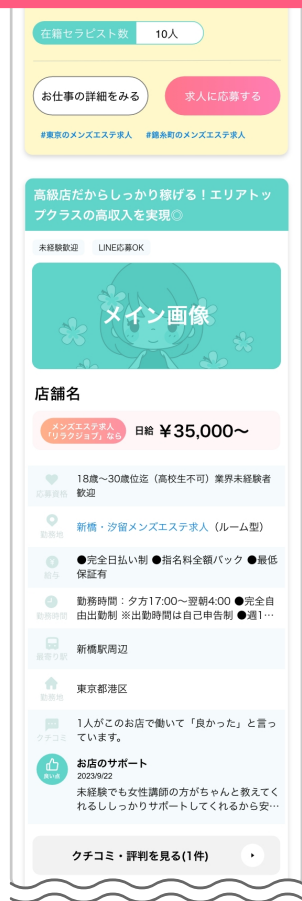 在籍セラピスト数 10人
お仕事の詳細をみる 求人に応募する
#東京のメンズエステ求人 #錦糸町のメンズエステ求人
高級店だからしっかり稼げる！エリアトッ
プクラスの高収入を実現◎
未経験歓迎 LINE応募OK
メイン画像
店舗名
メンズエステ求人
「リラクジョブ」なら
日給 ￥35,000〜
応募資格
18歳〜30歳位迄（高校生不可）業界未経験者
歓迎
勤務地
新橋・汐留メンズエステ求人（ルーム型）
給与
●完全日払い制 ●指名料全額バック ●最低
保証有
勤務時間
勤務時間：夕方17:00〜翌朝4:00 ●完全自
由出勤制 ※出勤時間は自己申告制 ●週1…
最寄り駅
新橋駅周辺
勤務地
東京都港区
クチコミ
1人がこのお店で働いて「良かった」と言っ
ています。
良い点
お店のサポート
2023/9/22
未経験でも女性講師の方がちゃんと教えてく
れるししっかりサポートしてくれるから安…
クチコミ・評判を見る(1件)